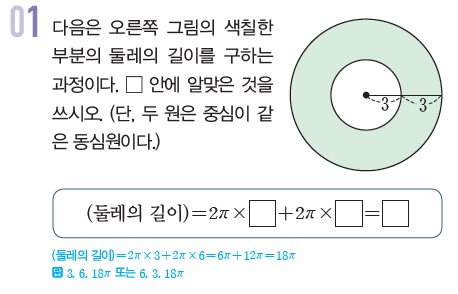 01 다음은 오른쪽 그림의 색칠한
부분의 둘레의 길이를 구하는
과정이다. □ 안에 알맞은 것을
쓰시오. (단, 두 원은 중심이 같
은 동심원이다.)
3 3
(둘레의 길이)=2π×□+2π×□=□
(둘레의 길이)=2π×3+2π×6=6π+12π=18π
답 3, 6, 18π 또는 6, 3, 18π